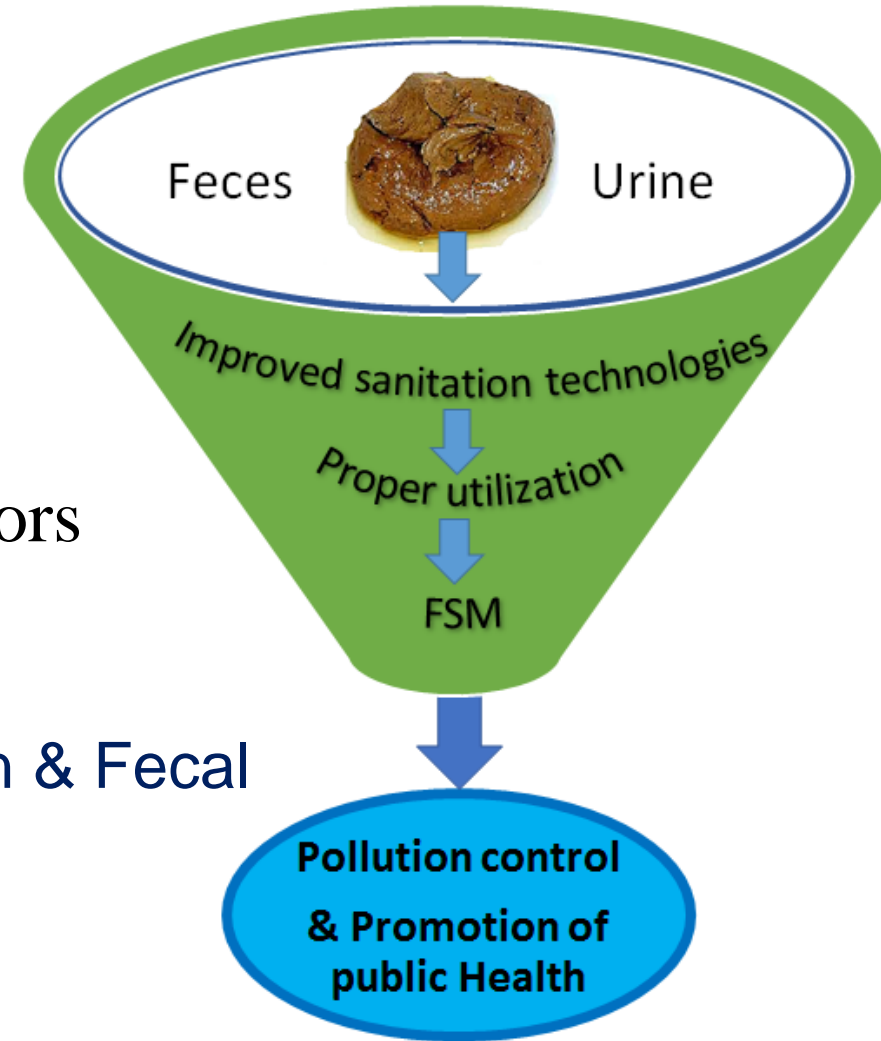 Feces
Urine
Improved sanitation technologies
Proper utilization
ors
FSM
& Fecal
Pollution control
& Promotion of
public Health